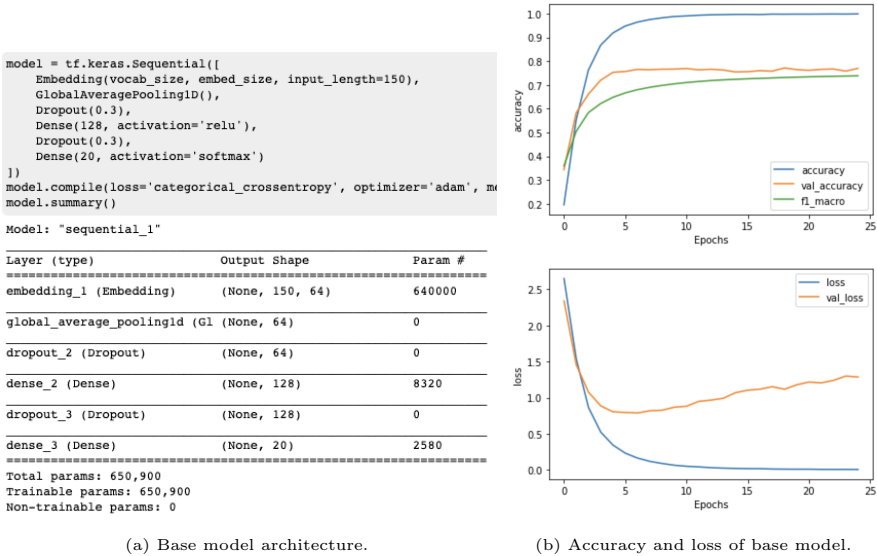 model = tf.keras.Sequential([
    Embedding(vocab_size, embed_size, input_length=150),
    GlobalAveragePooling1D(),
    Dropout(0.3),
    Dense(128, activation='relu'),
    Dropout(0.3),
    Dense(20, activation='softmax')
])
model.compile(loss='categorical_crossentropy', optimizer='adam', me
model.summary()
Model: "sequential_1"
Layer (type) Output Shape Param #
embedding_1 (Embedding) (None, 150, 64) 640000
global_average_pooling1d (Gl (None, 64) 0
dropout_2 (Dropout) (None, 64) 0
dense_2 (Dense) (None, 128) 8320
dropout_3 (Dropout) (None, 128) 0
dense_3 (Dense) (None, 20) 2580
Total params: 650,900
Trainable params: 650,900
Non-trainable params: 0
(a) Base model architecture.
1.0
0.9
0.8
0.7
0.6
0.5
0.4
0.3
0.2
accuracy
accuracy
val_accuracy
f1_macro
0 5 10 15 20 25
Epochs
2.5
2.0
1.5
1.0
0.5
0.0
loss
loss
val_loss
0 5 10 15 20 25
Epochs
(b) Accuracy and loss of base model.